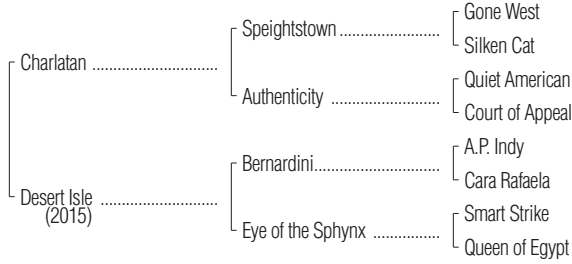 Gone West
Speightstown
Silken Cat
Charlatan
Quiet American
Authenticity
Court of Appeal
A.P. Indy
Bernardini
Cara Rafaela
Desert Isle
(2015)
Smart Strike
Eye of the Sphynx
Queen of Egypt